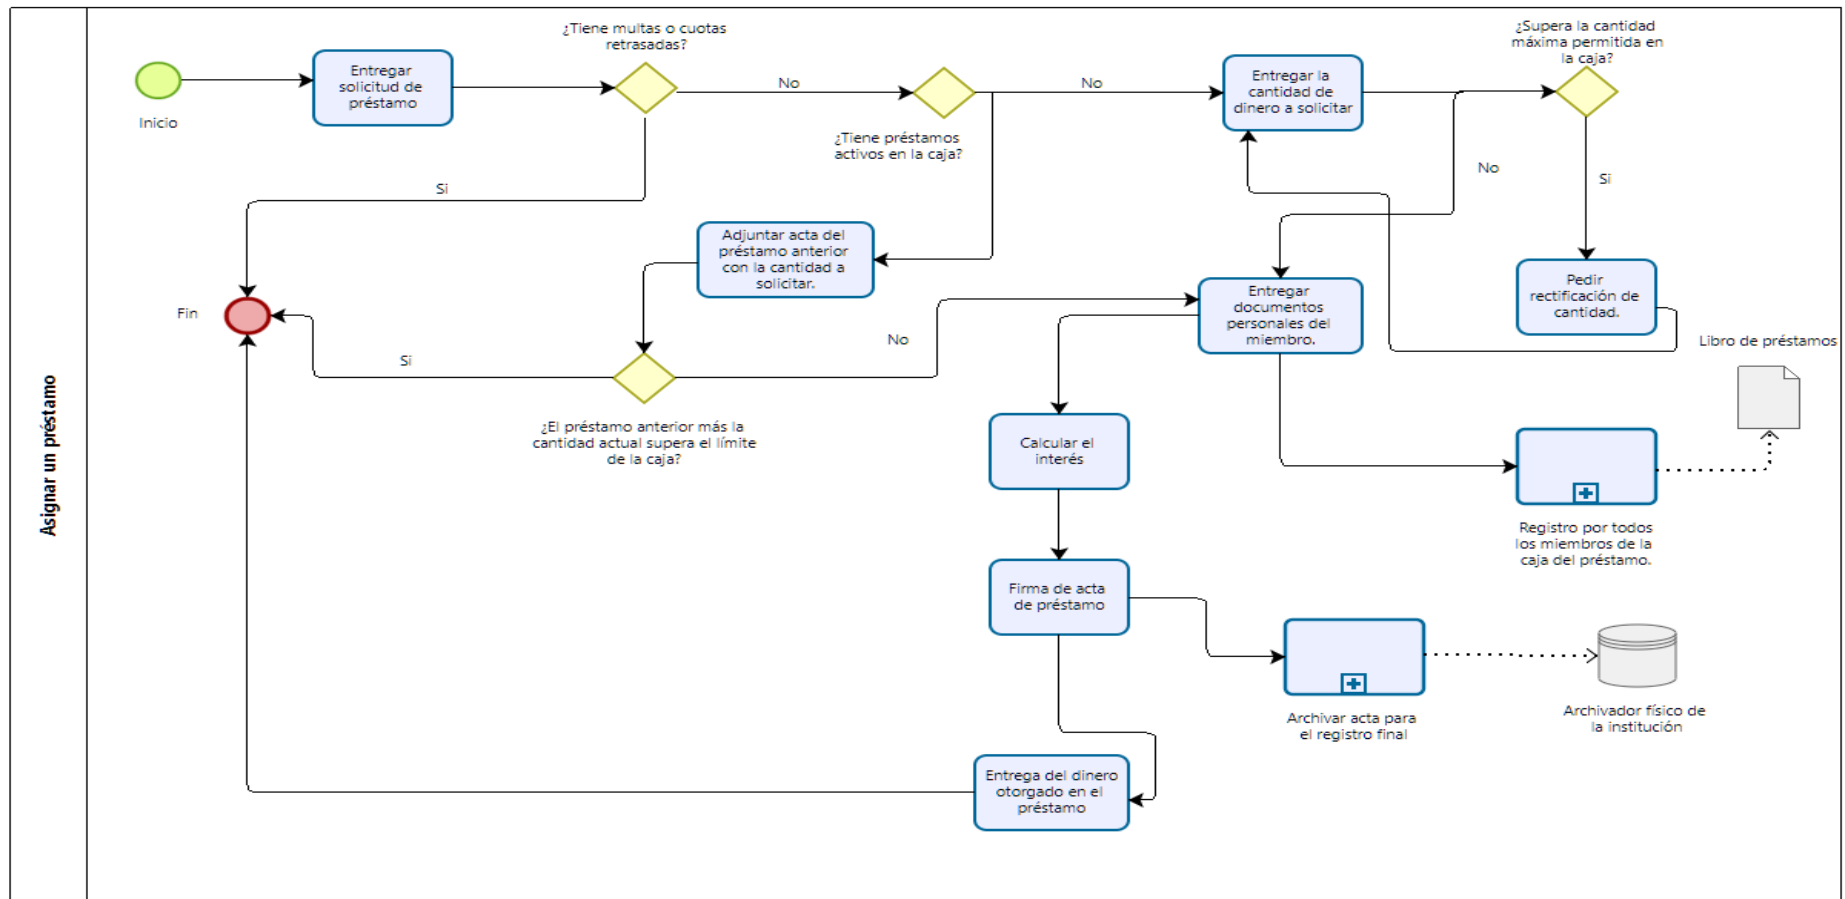 Asignar un préstamo
Inicio
Entregar
solicitud de
préstamo
¿Tiene multas o cuotas
retrasadas?
No
¿Tiene préstamos
activos en la caja?
No
Entregar la
cantidad de
dinero a solicitar
¿Supera la cantidad
máxima permitida en
la caja?
No
Si
Si
Adjuntar acta del
préstamo anterior
con la cantidad a
solicitar.
Entregar
documentos
personales del
miembro.
Pedir
rectificación de
cantidad.
Fin
Si
No
Libro de préstamos
¿El préstamo anterior más la
cantidad actual supera el límite
de la caja?
Calcular el
interés
Registro por todos
los miembros de la
caja del préstamo.
Firma de acta
de préstamo
Archivar acta para
el registro final
Archivador físico de
la institución
Entrega del dinero
otorgado en el
préstamo